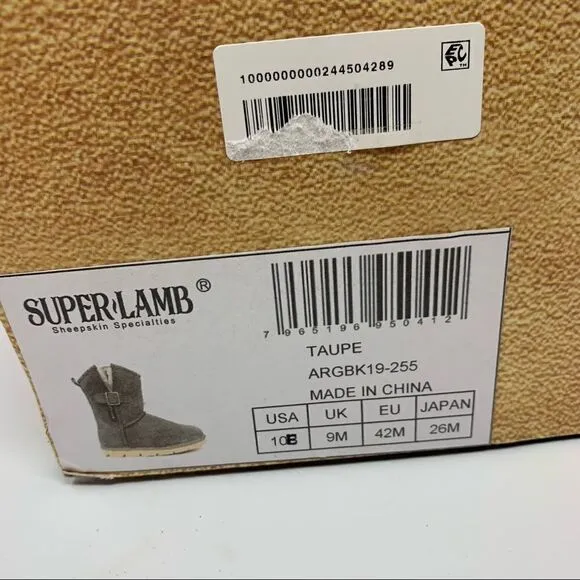 1000000000244504289
EPC™
SUPER LAMB®
Sheepskin Specialties
7 965196 950412
TAUPE
ARGBK19-255
MADE IN CHINA
USA UK EU JAPAN
10B 9M 42M 26M